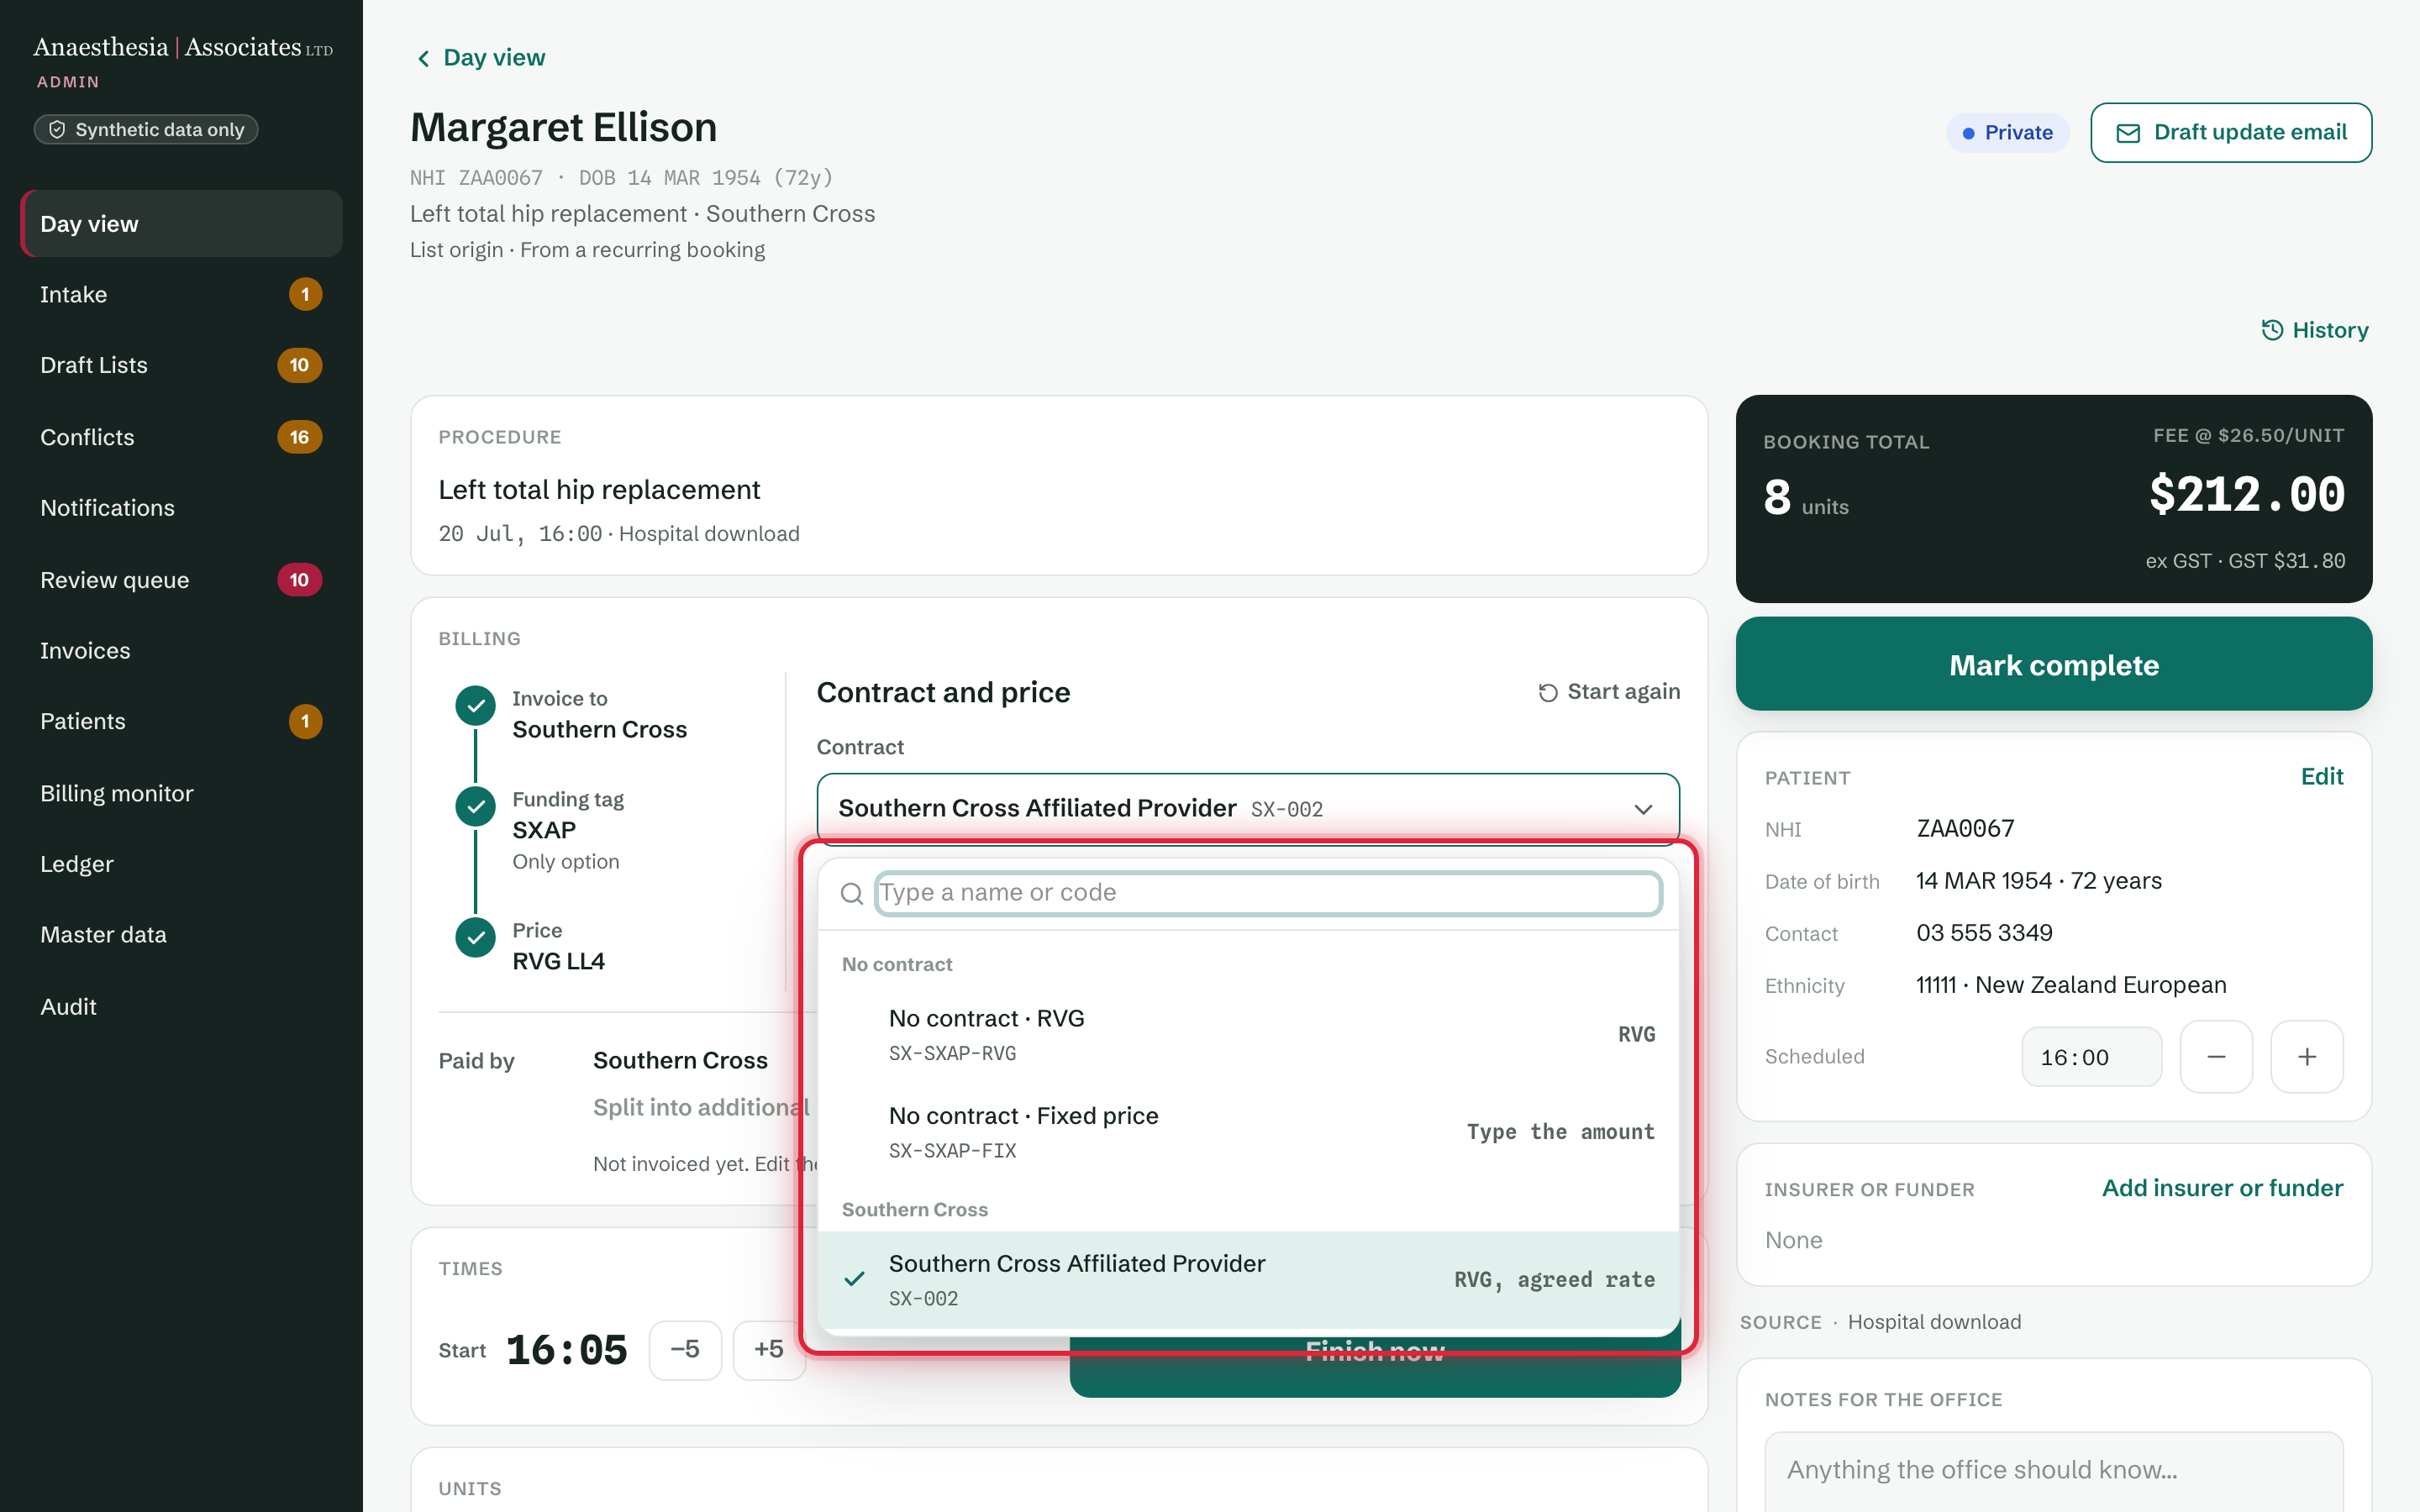 Anaesthesia | Associates LTD
ADMIN
Synthetic data only
Day view
Intake 1
Draft Lists 10
Conflicts 16
Notifications
Review queue 10
Invoices
Patients 1
Billing monitor
Ledger
Master data
Audit
Day view
Margaret Ellison
NHI ZAA0067 · DOB 14 MAR 1954 (72y)
Left total hip replacement · Southern Cross
List origin · From a recurring booking
Private
Draft update email
History
PROCEDURE
Left total hip replacement
20 Jul, 16:00 · Hospital download
BILLING
Invoice to
Southern Cross
Funding tag
SXAP
Only option
Price
RVG LL4
Contract and price
Start again
Contract
Southern Cross Affiliated Provider SX-002
Type a name or code
No contract
No contract · RVG
SX-SXAP-RVG
RVG
No contract · Fixed price
SX-SXAP-FIX
Type the amount
Southern Cross
Southern Cross Affiliated Provider
SX-002
RVG, agreed rate
Paid by Southern Cross
Split into additional
Not invoiced yet. Edit the
TIMES
Start 16:05 −5 +5
Finish now
UNITS
BOOKING TOTAL
8 units
FEE @ $26.50/UNIT
$212.00
ex GST · GST $31.80
Mark complete
PATIENT Edit
NHI ZAA0067
Date of birth 14 MAR 1954 · 72 years
Contact 03 555 3349
Ethnicity 11111 · New Zealand European
Scheduled 16:00 − +
INSURER OR FUNDER Add insurer or funder
None
SOURCE · Hospital download
NOTES FOR THE OFFICE
Anything the office should know...